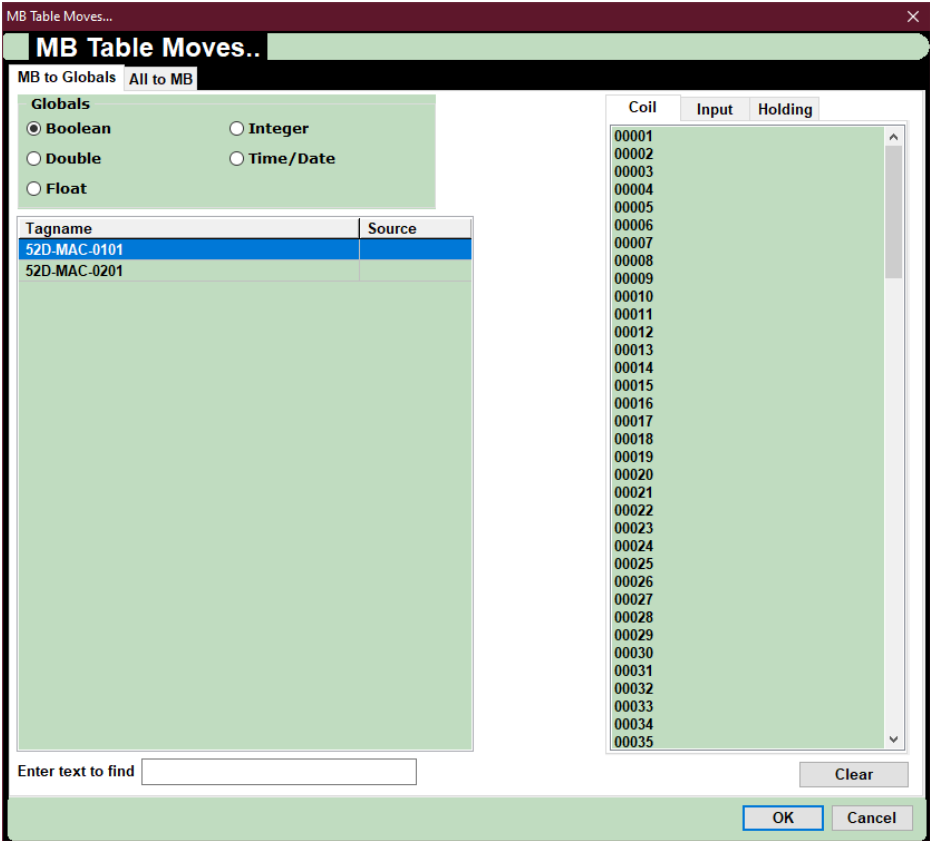 MB Table Moves...
MB Table Moves..
MB to Globals All to MB
Globals
Boolean Integer
Double Time/Date
Float
Tagname Source
52D-MAC-0101
52D-MAC-0201
Enter text to find
Coil Input Holding
00001
00002
00003
00004
00005
00006
00007
00008
00009
00010
00011
00012
00013
00014
00015
00016
00017
00018
00019
00020
00021
00022
00023
00024
00025
00026
00027
00028
00029
00030
00031
00032
00033
00034
00035
Clear
OK Cancel